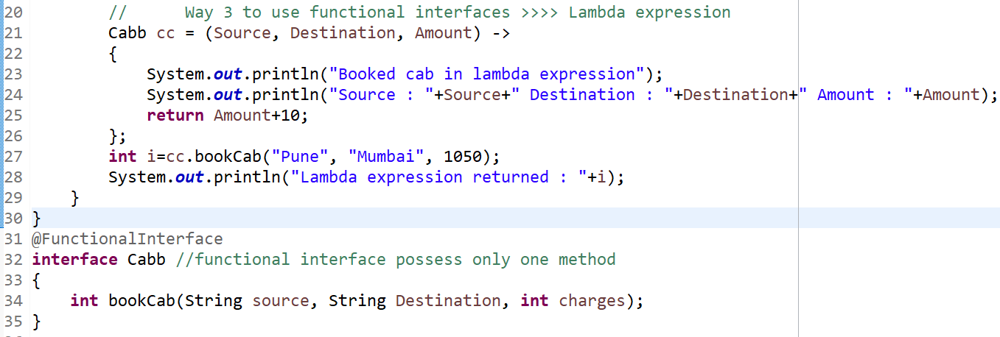 20 // Way 3 to use functional interfaces >>>> Lambda expression
21 Cabb cc = (Source, Destination, Amount) ->
22 {
23 System.out.println("Booked cab in lambda expression");
24 System.out.println("Source : "+Source+" Destination : "+Destination+" Amount : "+Amount);
25 return Amount+10;
26 };
27 int i=cc.bookCab("Pune", "Mumbai", 1050);
28 System.out.println("Lambda expression returned : "+i);
29 }
30 }
31 @FunctionalInterface
32 interface Cabb //functional interface possess only one method
33 {
34 int bookCab(String source, String Destination, int charges);
35 }